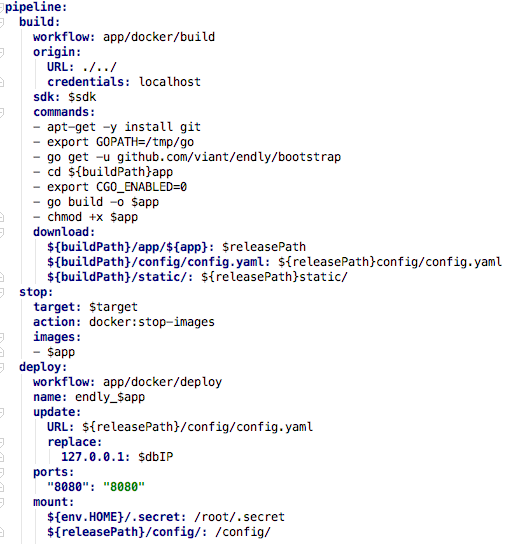 pipeline:
  build:
    workflow: app/docker/build
    origin:
      URL: ./../
      credentials: localhost
    sdk: $sdk
    commands:
    - apt-get -y install git
    - export GOPATH=/tmp/go
    - go get -u github.com/viant/endly/bootstrap
    - cd ${buildPath}app
    - export CGO_ENABLED=0
    - go build -o $app
    - chmod +x $app
    download:
      ${buildPath}/app/${app}: $releasePath
      ${buildPath}/config/config.yaml: ${releasePath}config/config.yaml
      ${buildPath}/static/: ${releasePath}static/
  stop:
    target: $target
    action: docker:stop-images
    images:
    - $app
  deploy:
    workflow: app/docker/deploy
    name: endly_$app
    update:
      URL: ${releasePath}/config/config.yaml
      replace:
        127.0.0.1: $dbIP
    ports:
      "8080": "8080"
    mount:
      ${env.HOME}/.secret: /root/.secret
      ${releasePath}/config/: /config/